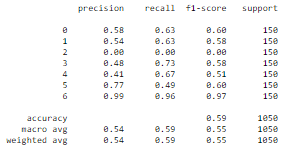 precision recall f1-score support
0 0.58 0.63 0.60 150
1 0.54 0.63 0.58 150
2 0.00 0.00 0.00 150
3 0.48 0.73 0.58 150
4 0.41 0.67 0.51 150
5 0.77 0.49 0.60 150
6 0.99 0.96 0.97 150
accuracy 0.59 1050
macro avg 0.54 0.59 0.55 1050
weighted avg 0.54 0.59 0.55 1050